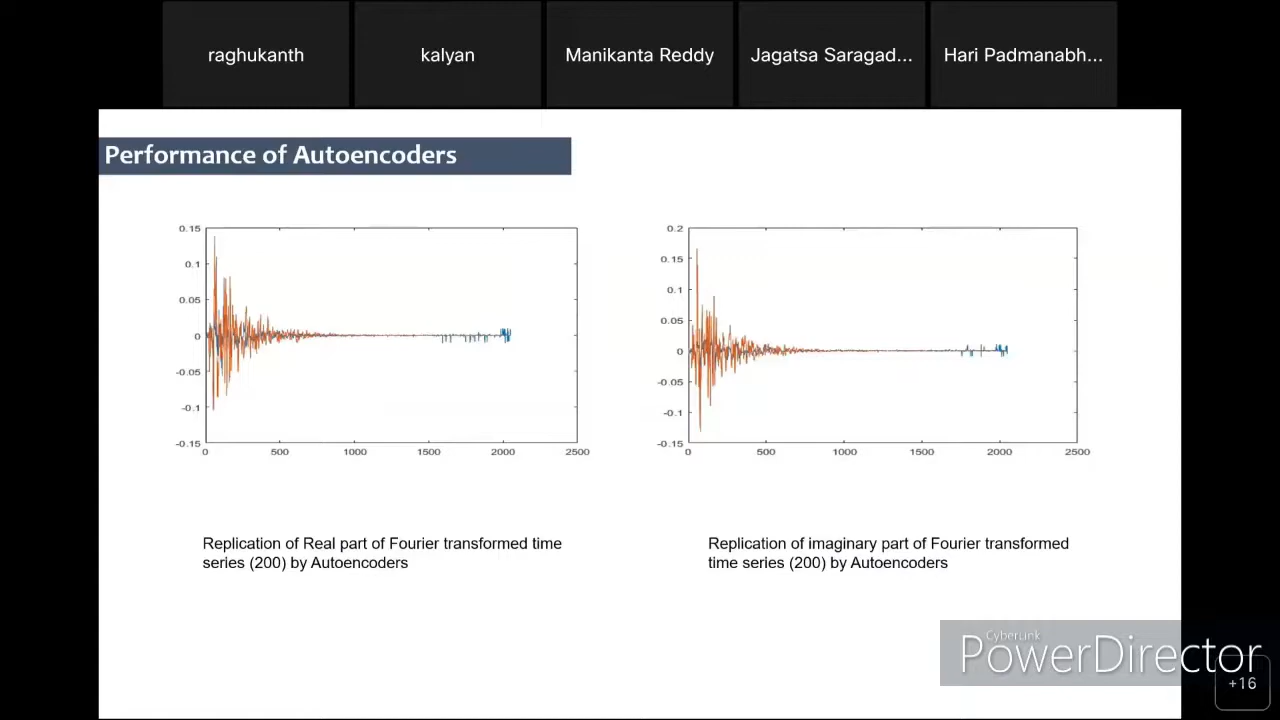 raghukanth
kalyan
Manikanta Reddy
Jagatsa Saragad...
Hari Padmanabh...
Performance of Autoencoders
0.15
0.1
0.05
0
-0.05
-0.1
-0.15
0 500 1000 1500 2000 2500
0.2
0.15
0.1
0.05
0
-0.05
-0.1
-0.15
0 500 1000 1500 2000 2500
Replication of Real part of Fourier transformed time
series (200) by Autoencoders
Replication of imaginary part of Fourier transformed
time series (200) by Autoencoders
CyberLink
PowerDirector
+16